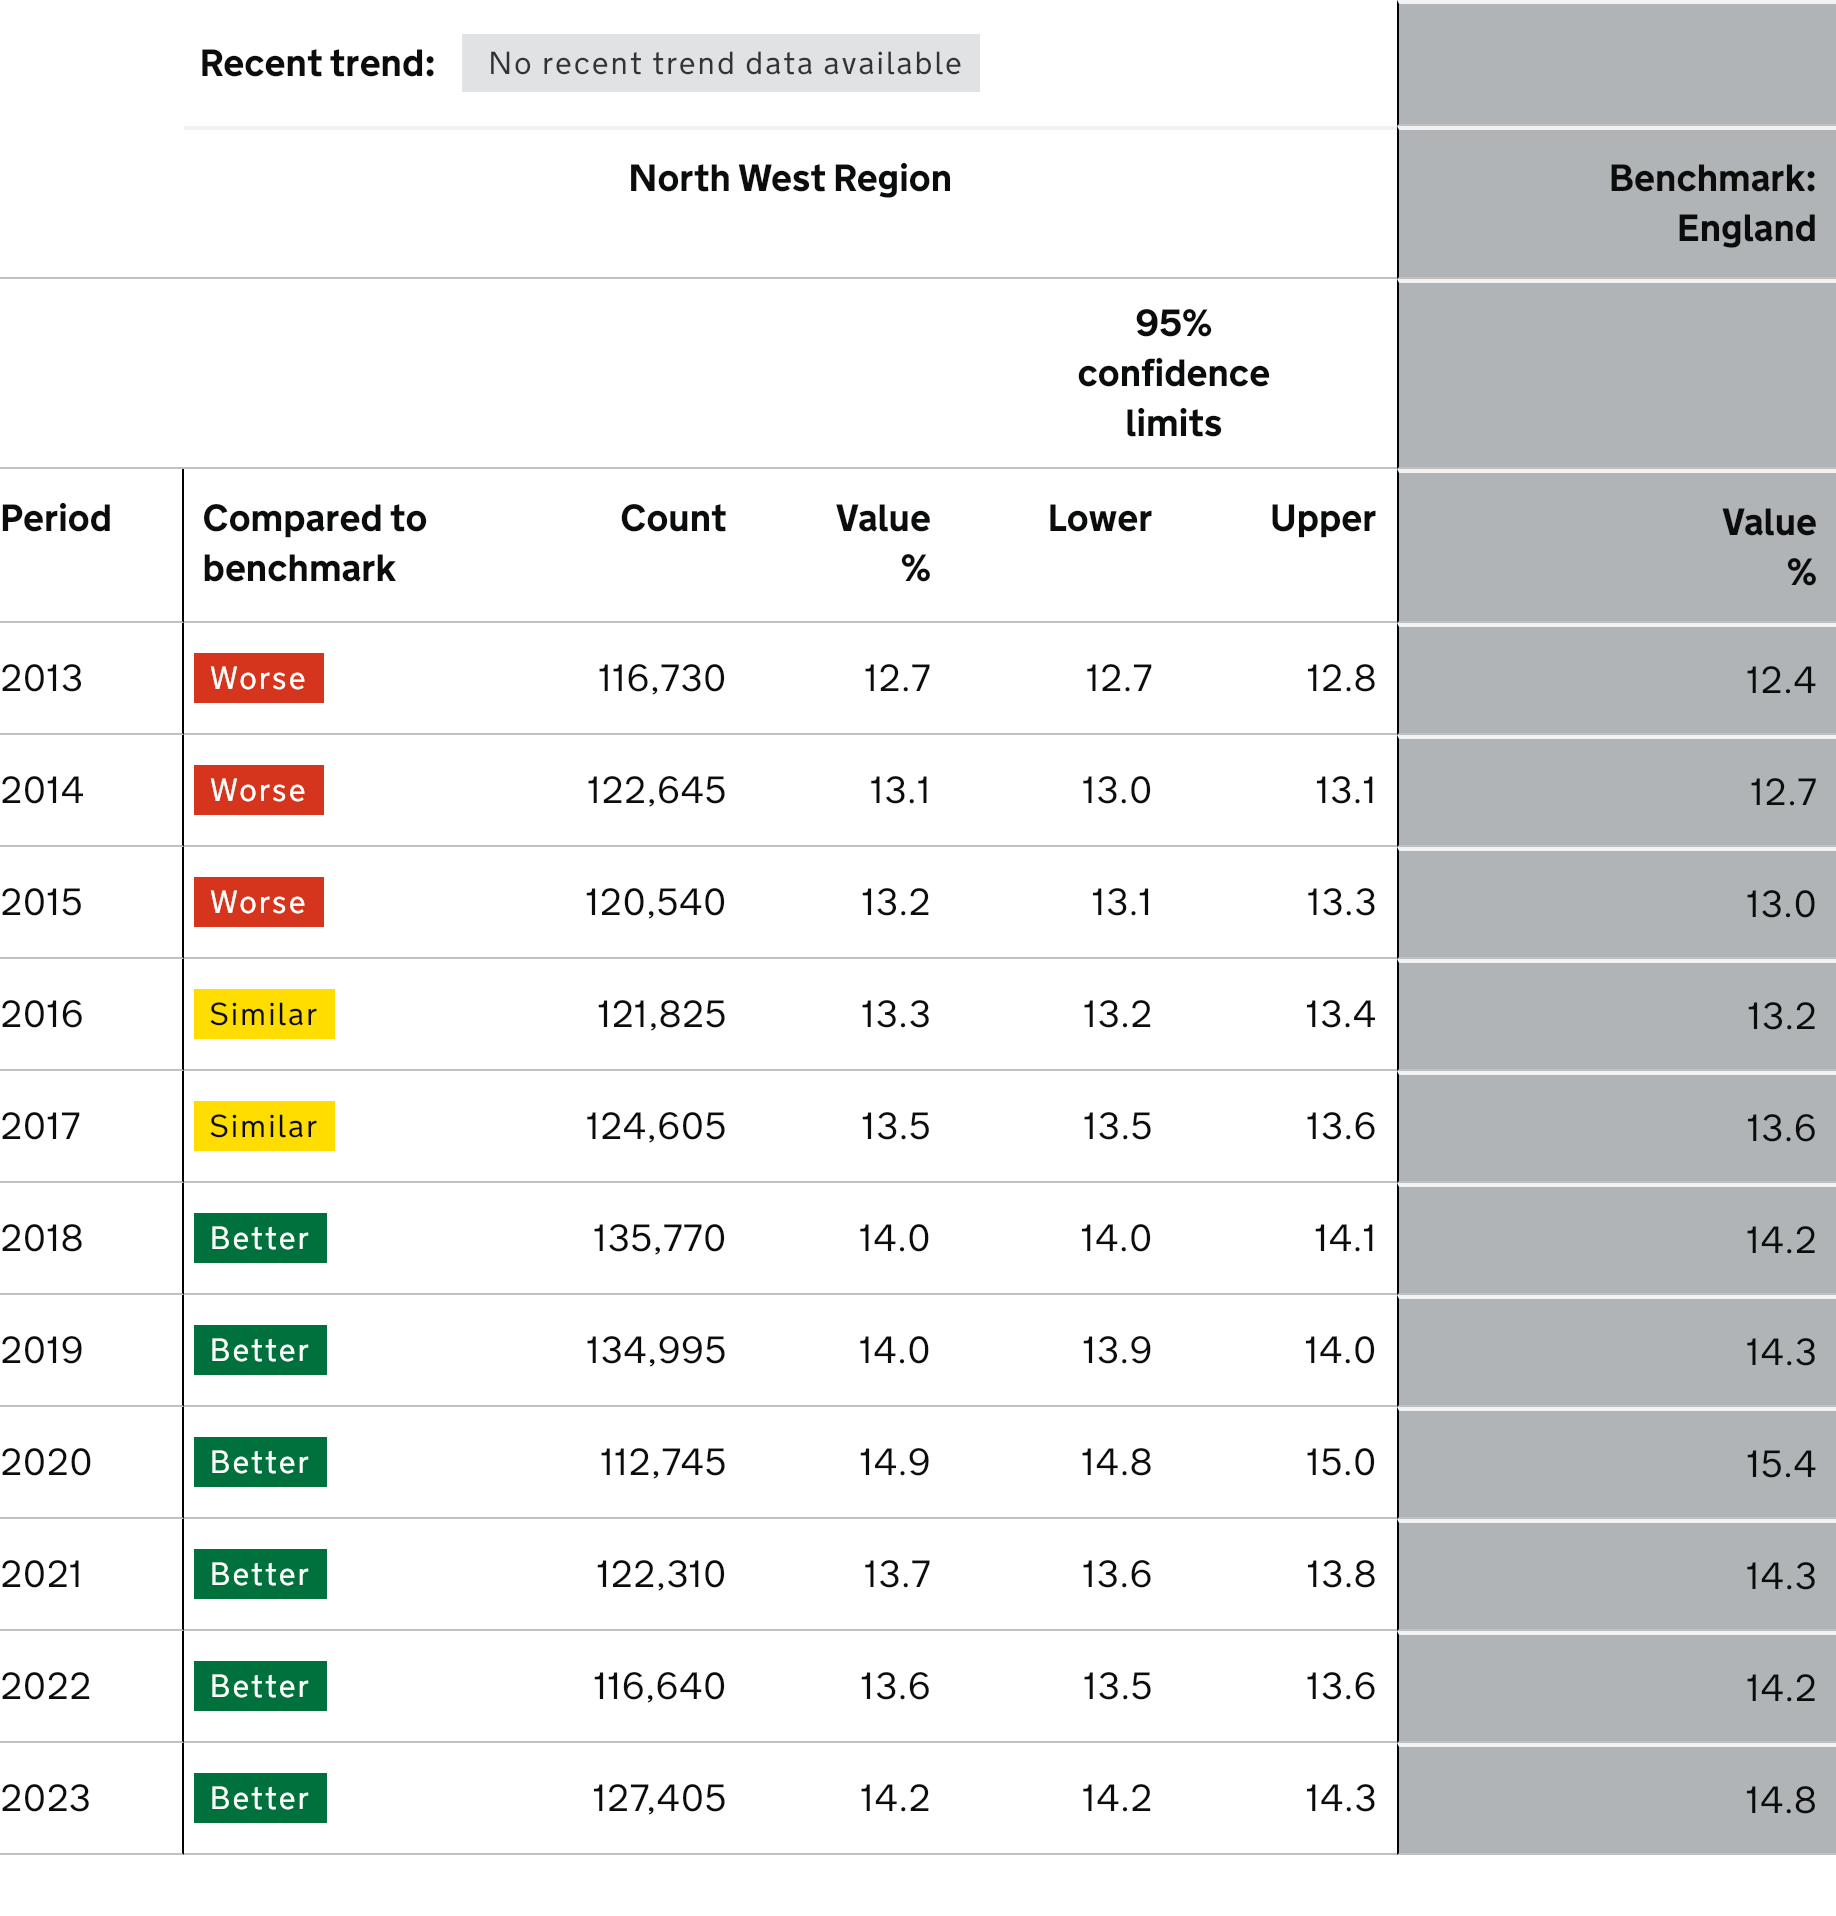 Recent trend: No recent trend data available
North West Region
Benchmark:
England
95%
confidence
limits
Period Compared to Count Value Lower Upper Value
benchmark % %
2013 Worse 116,730 12.7 12.7 12.8 12.4
2014 Worse 122,645 13.1 13.0 13.1 12.7
2015 Worse 120,540 13.2 13.1 13.3 13.0
2016 Similar 121,825 13.3 13.2 13.4 13.2
2017 Similar 124,605 13.5 13.5 13.6 13.6
2018 Better 135,770 14.0 14.0 14.1 14.2
2019 Better 134,995 14.0 13.9 14.0 14.3
2020 Better 112,745 14.9 14.8 15.0 15.4
2021 Better 122,310 13.7 13.6 13.8 14.3
2022 Better 116,640 13.6 13.5 13.6 14.2
2023 Better 127,405 14.2 14.2 14.3 14.8